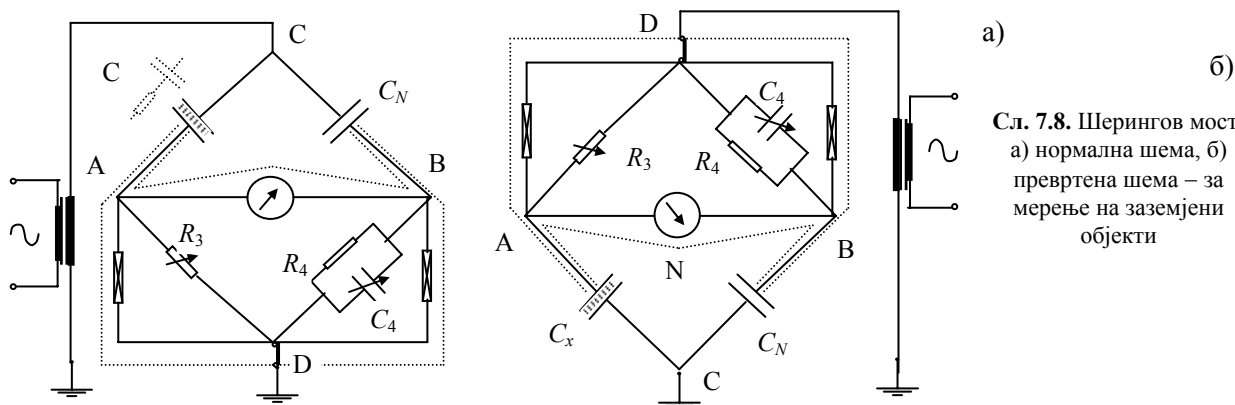 C
C
C_N
A
B
R_3
R_4
C_4
D
D
R_3
C_4
R_4
A
N
B
C_x
C_N
C
а)
б)
Сл. 7.8. Шерингов мост
а) нормална шема, б)
превртена шема – за
мерење на заземјени
објекти